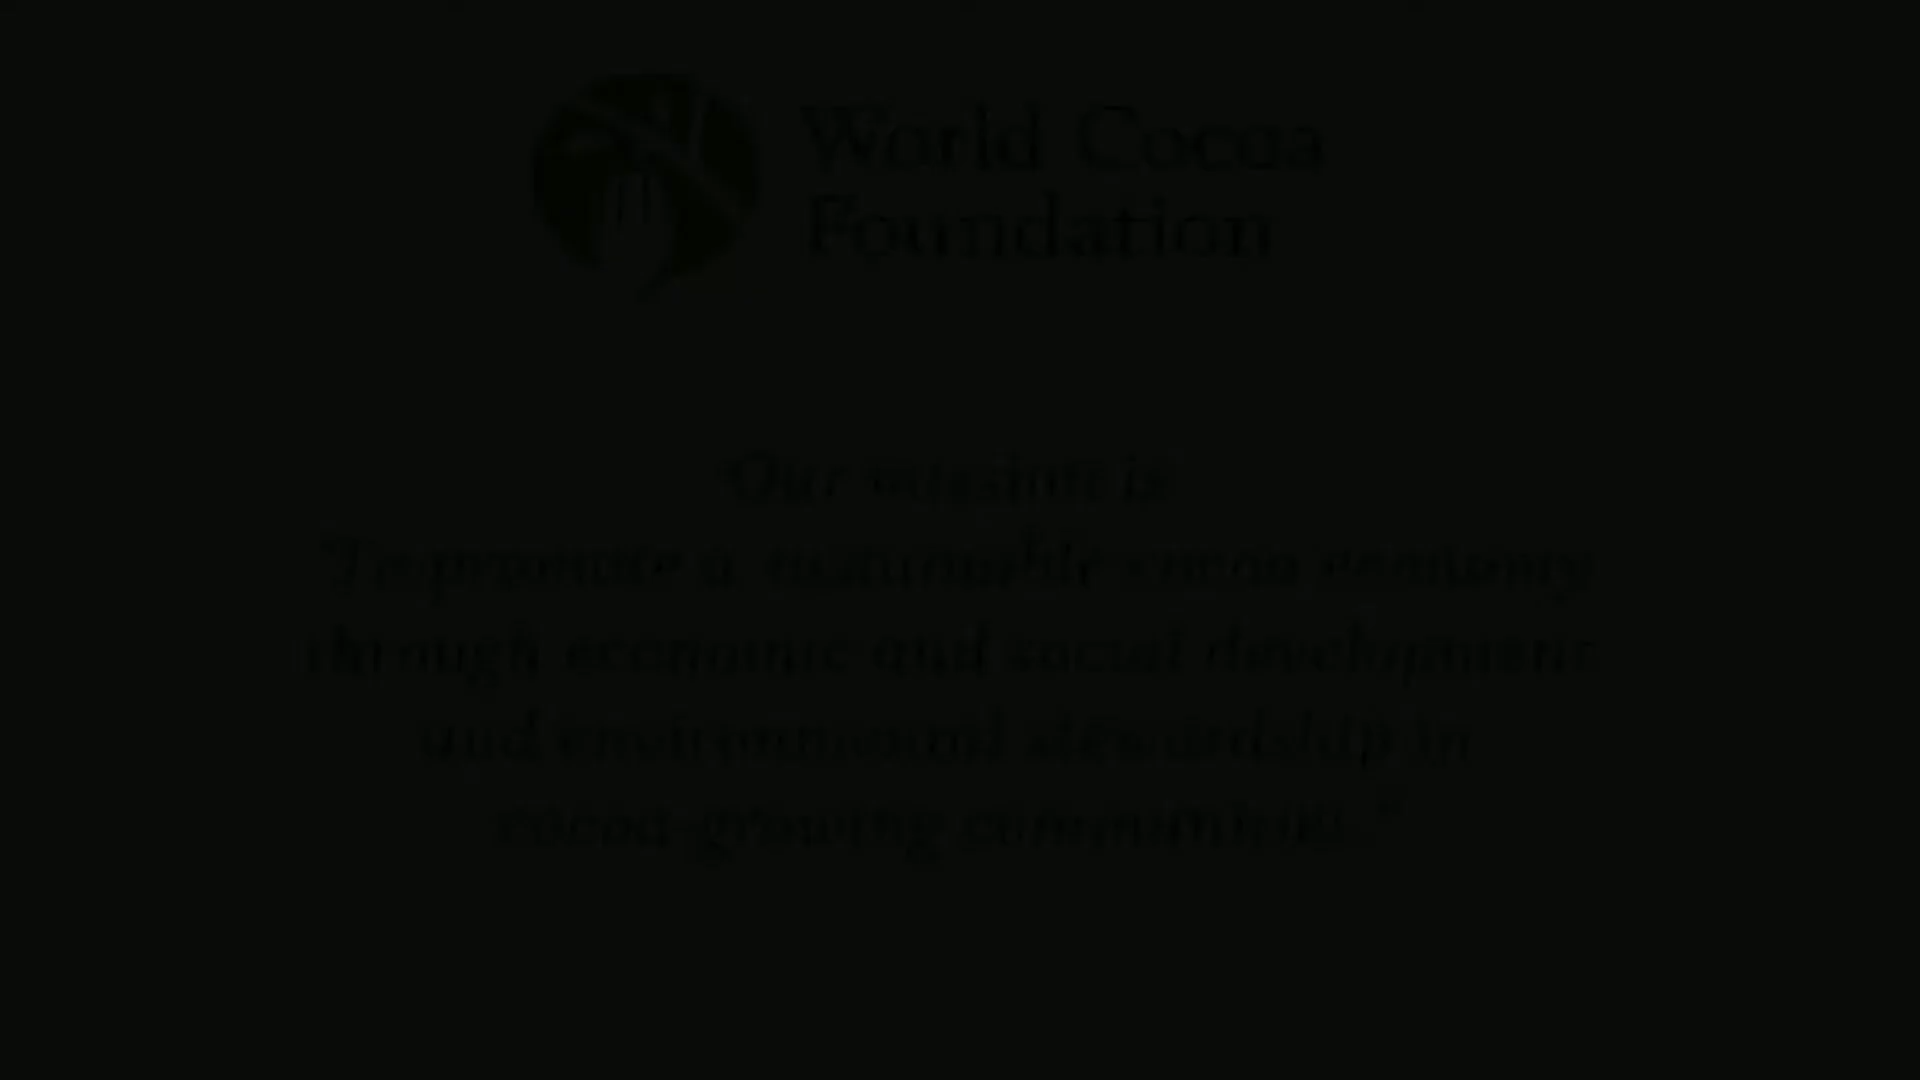 World Cocoa
Foundation
Our mission is
"To promote a sustainable cocoa economy
through economic and social development
and environmental stewardship in
cocoa-growing communities."